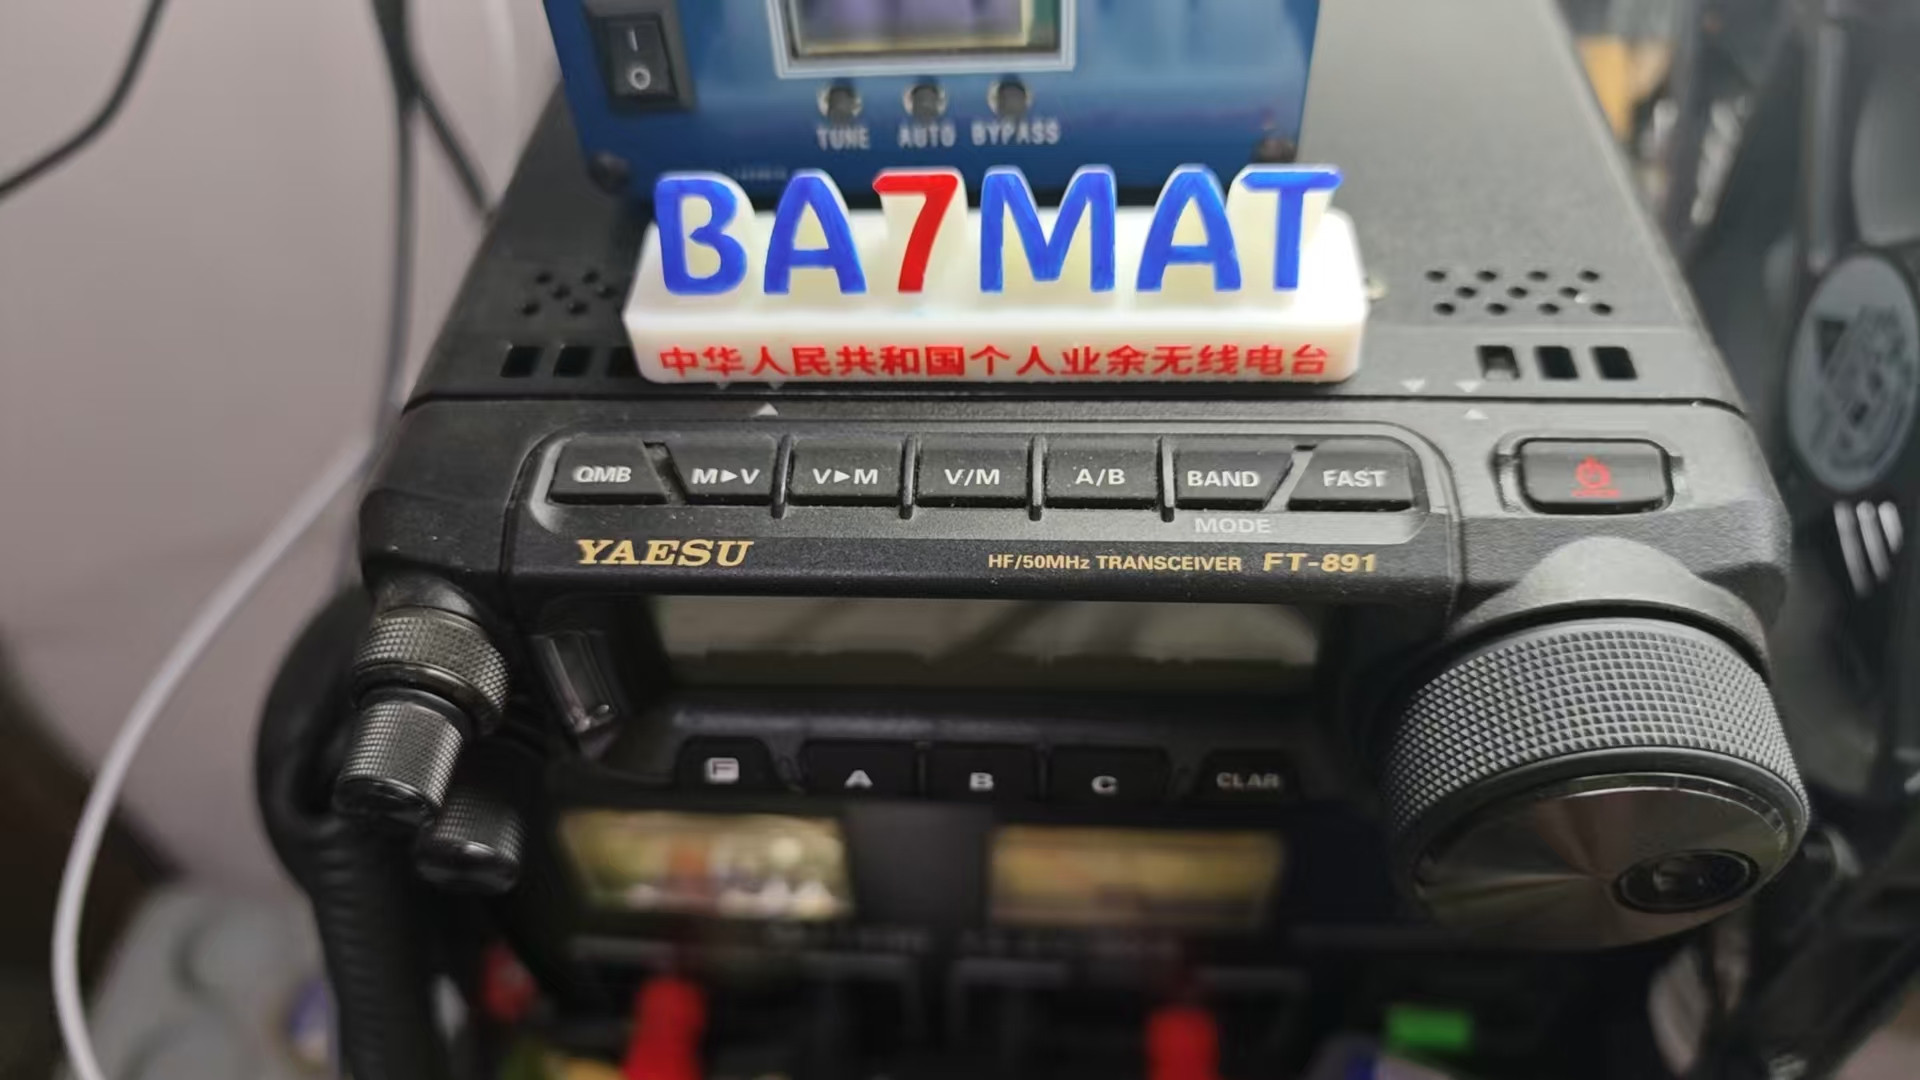 TUNE AUTO BYPASS
BA7MAT
中华人民共和国个人业余无线电台
QMB M▶V V▶M V/M A/B BAND FAST
MODE
YAESU HF/50MHz TRANSCEIVER FT-891
F A B C CLAR